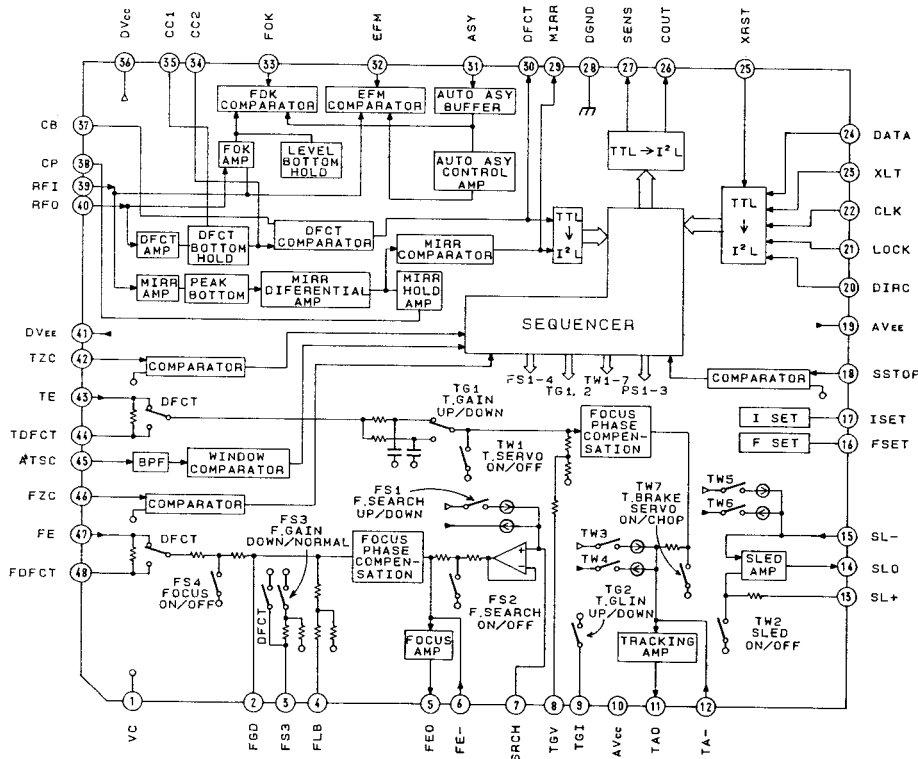 DVcc CC1 CC2 FOK EFM ASY DFCT MIRR DGND SENS COUT XRST
36 35 34 33 32 31 30 29 28 27 26 25
FDK COMPARATOR
EFM COMPARATOR
AUTO ASY BUFFER
CB 37
CP 38
RFI 39
RFO 40
FOK AMP
LEVEL BOTTOM HOLD
AUTO ASY CONTROL AMP
TTL→I²L
24 DATA
23 XLT
22 CLK
21 LOCK
20 DIRC
TTL ↓ I²L
DFCT AMP
DFCT BOTTOM HOLD
DFCT COMPARATOR
TTL ↓ I²L
MIRR COMPARATOR
MIRR AMP
PEAK BOTTOM
MIRR DIFERENTIAL AMP
MIRR HOLD AMP
SEQUENCER
DVEE 41
19 AVEE
TZC 42
COMPARATOR
FS1-4 TG1, 2 TW1-7 PS1-3
COMPARATOR
18 SSTOP
TE 43
DFCT
TG1 T,GAIN UP/DOWN
FOCUS PHASE COMPENSATION
I SET
17 ISET
TDFCT 44
TW1 T,SERVO ON/OFF
F SET
16 FSET
ATSC 45
BPF
WINDOW COMPARATOR
FS1 F,SEARCH UP/DOWN
TW7 T,BRAKE SERVO ON/CHOP
TW5
TW6
FZC 46
COMPARATOR
FE 47
DFCT
FS3 F,GAIN DOWN/NORMAL
FOCUS PHASE COMPENSATION
TW3
TW4
15 SL-
FDFCT 48
FS4 FOCUS ON/OFF
DFCT
FS2 F,SEARCH ON/OFF
TG2 T,GLIN UP/DOWN
SLED AMP
14 SLO
13 SL+
TW2 SLED ON/OFF
FOCUS AMP
TRACKING AMP
1 2 3 4 5 6 7 8 9 10 11 12
VC FGD FS3 FLB FEO FE- SRCH TGV TGI AVcc TAO TA-